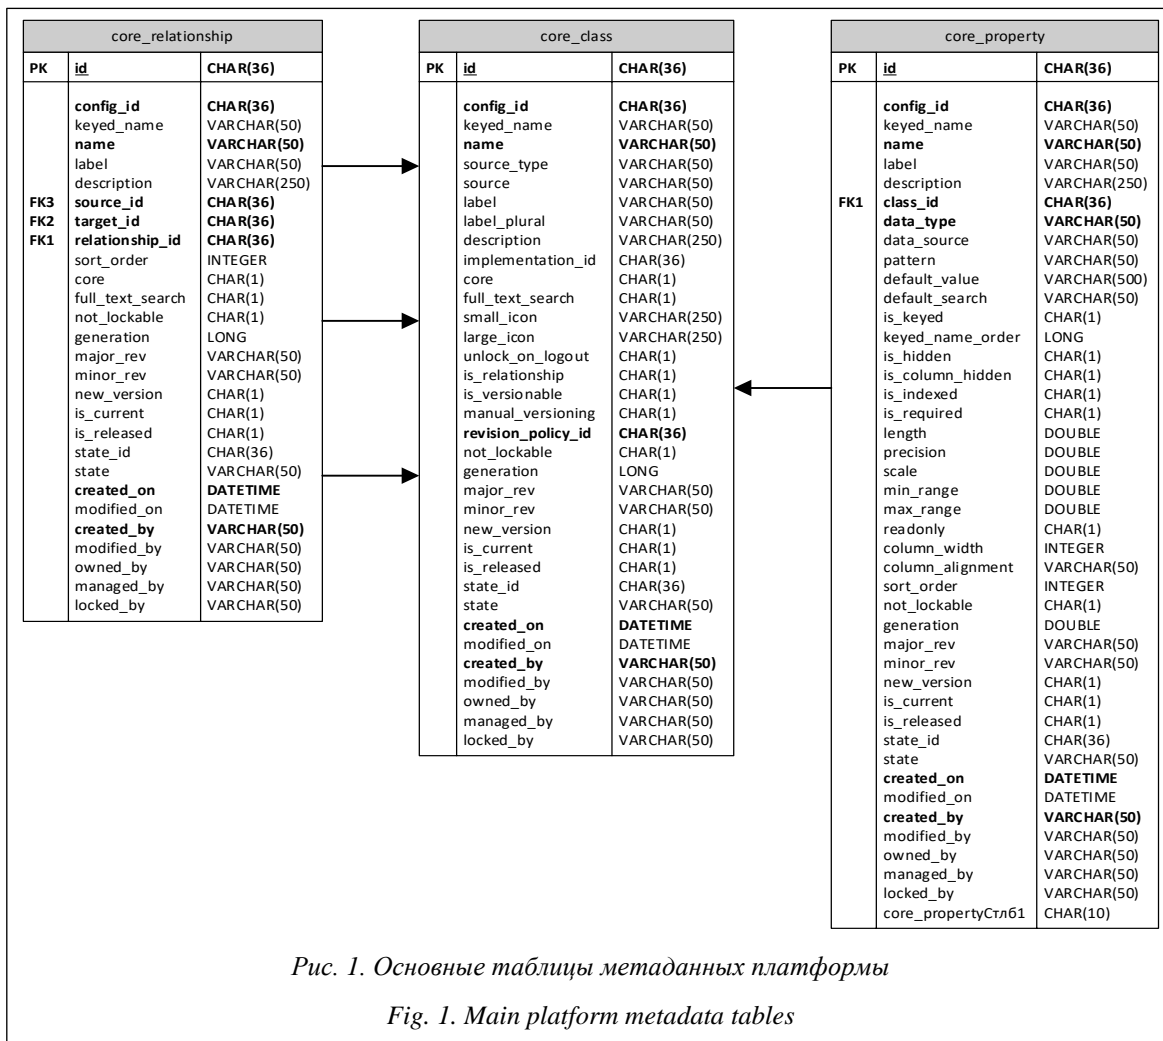 core_relationship
PK id CHAR(36)
config_id CHAR(36)
keyed_name VARCHAR(50)
name VARCHAR(50)
label VARCHAR(50)
description VARCHAR(250)
FK3 source_id CHAR(36)
FK2 target_id CHAR(36)
FK1 relationship_id CHAR(36)
sort_order INTEGER
core CHAR(1)
full_text_search CHAR(1)
not_lockable CHAR(1)
generation LONG
major_rev VARCHAR(50)
minor_rev VARCHAR(50)
new_version CHAR(1)
is_current CHAR(1)
is_released CHAR(1)
state_id CHAR(36)
state VARCHAR(50)
created_on DATETIME
modified_on DATETIME
created_by VARCHAR(50)
modified_by VARCHAR(50)
owned_by VARCHAR(50)
managed_by VARCHAR(50)
locked_by VARCHAR(50)
core_class
PK id CHAR(36)
config_id CHAR(36)
keyed_name VARCHAR(50)
name VARCHAR(50)
source_type VARCHAR(50)
source VARCHAR(50)
label VARCHAR(50)
label_plural VARCHAR(50)
description VARCHAR(250)
implementation_id CHAR(36)
core CHAR(1)
full_text_search CHAR(1)
small_icon VARCHAR(250)
large_icon VARCHAR(250)
unlock_on_logout CHAR(1)
is_relationship CHAR(1)
is_versionable CHAR(1)
manual_versioning CHAR(1)
revision_policy_id CHAR(36)
not_lockable CHAR(1)
generation LONG
major_rev VARCHAR(50)
minor_rev VARCHAR(50)
new_version CHAR(1)
is_current CHAR(1)
is_released CHAR(1)
state_id CHAR(36)
state VARCHAR(50)
created_on DATETIME
modified_on DATETIME
created_by VARCHAR(50)
modified_by VARCHAR(50)
owned_by VARCHAR(50)
managed_by VARCHAR(50)
locked_by VARCHAR(50)
core_property
PK id CHAR(36)
config_id CHAR(36)
keyed_name VARCHAR(50)
name VARCHAR(50)
label VARCHAR(50)
description VARCHAR(250)
FK1 class_id CHAR(36)
data_type VARCHAR(50)
data_source VARCHAR(50)
pattern VARCHAR(50)
default_value VARCHAR(500)
default_search VARCHAR(50)
is_keyed CHAR(1)
keyed_name_order LONG
is_hidden CHAR(1)
is_column_hidden CHAR(1)
is_indexed CHAR(1)
is_required CHAR(1)
length DOUBLE
precision DOUBLE
scale DOUBLE
min_range DOUBLE
max_range DOUBLE
readonly CHAR(1)
column_width INTEGER
column_alignment VARCHAR(50)
sort_order INTEGER
not_lockable CHAR(1)
generation DOUBLE
major_rev VARCHAR(50)
minor_rev VARCHAR(50)
new_version CHAR(1)
is_current CHAR(1)
is_released CHAR(1)
state_id CHAR(36)
state VARCHAR(50)
created_on DATETIME
modified_on DATETIME
created_by VARCHAR(50)
modified_by VARCHAR(50)
owned_by VARCHAR(50)
managed_by VARCHAR(50)
locked_by VARCHAR(50)
core_propertyСтлб1 CHAR(10)
Рис. 1. Основные таблицы метаданных платформы
Fig. 1. Main platform metadata tables